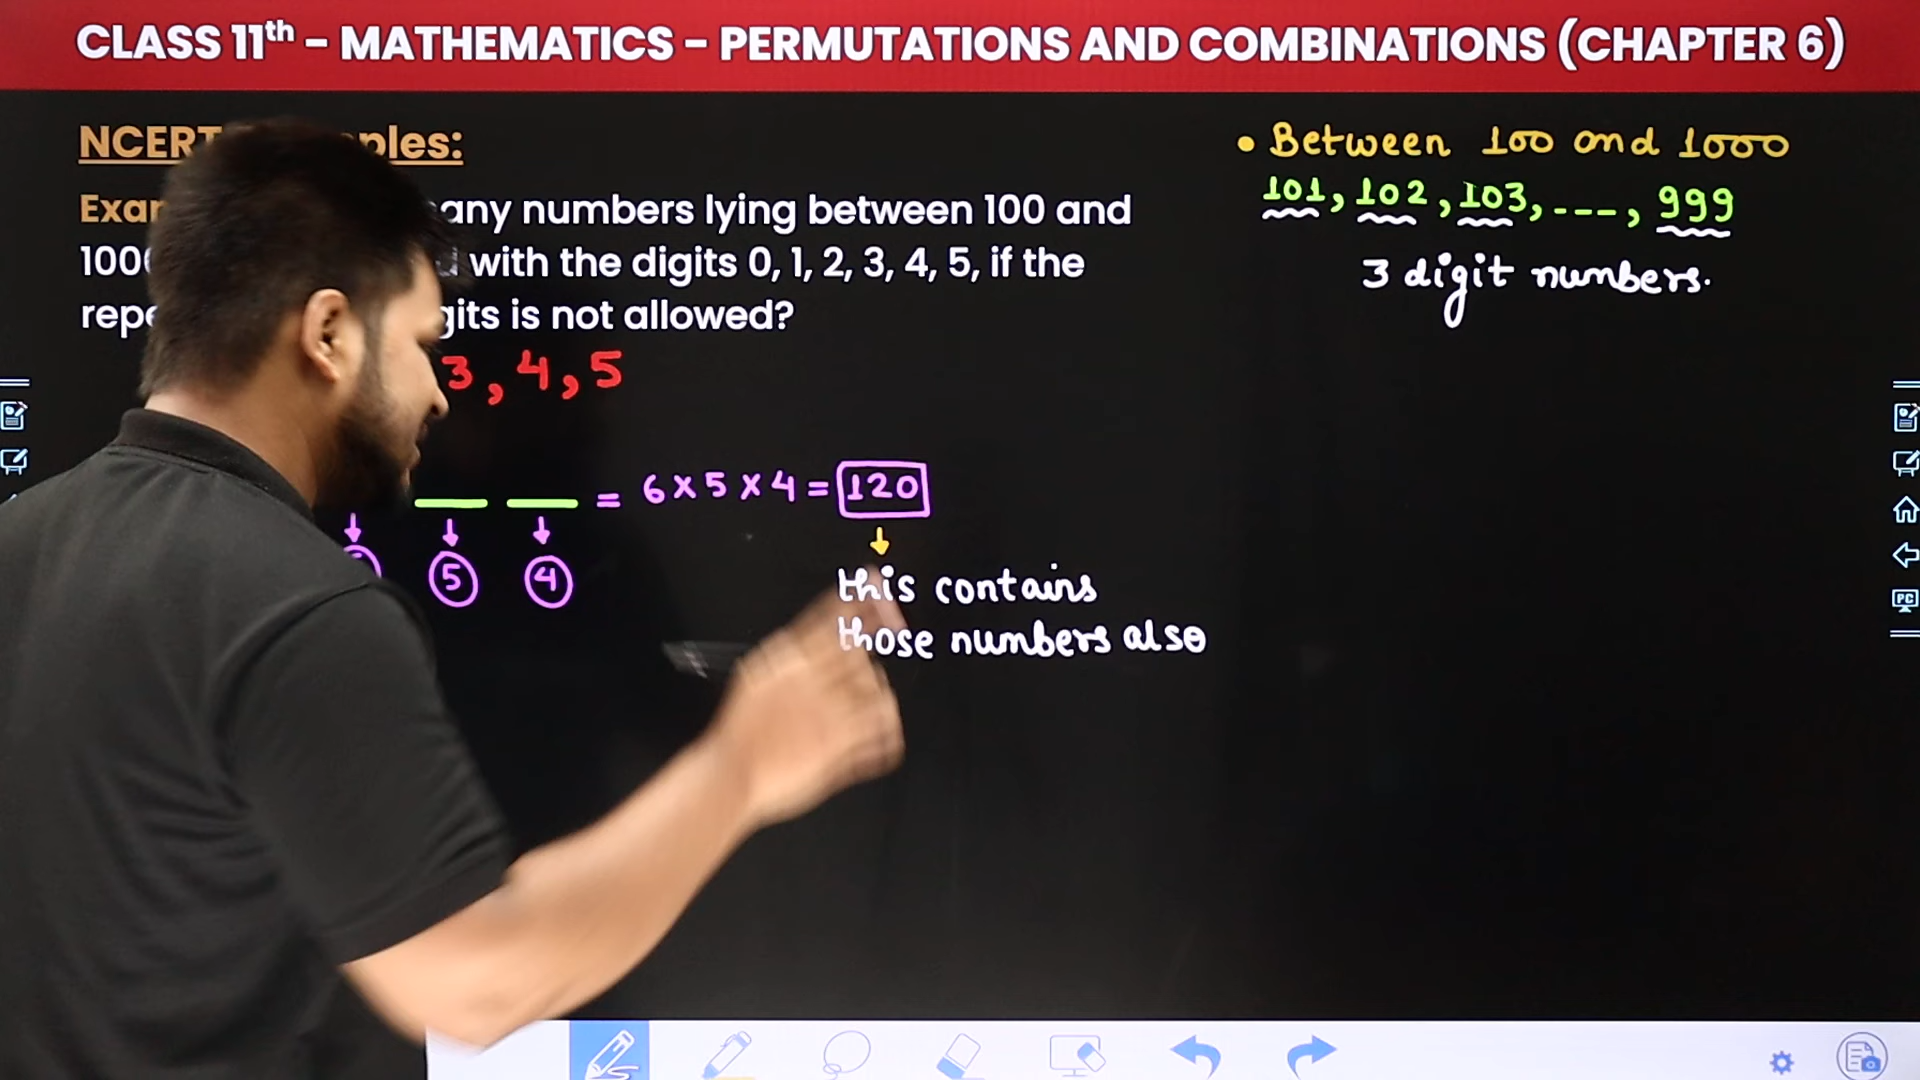 CLASS 11th - MATHEMATICS - PERMUTATIONS AND COMBINATIONS (CHAPTER 6)
NCERT ples:
Exa any numbers lying between 100 and
100 with the digits 0, 1, 2, 3, 4, 5, if the
repe gits is not allowed?
3, 4, 5
= 6 x 5 x 4 = 120
5 4
this contains
those numbers also
• Between 100 and 1000
101, 102, 103, ---, 999
3 digit numbers.
PC